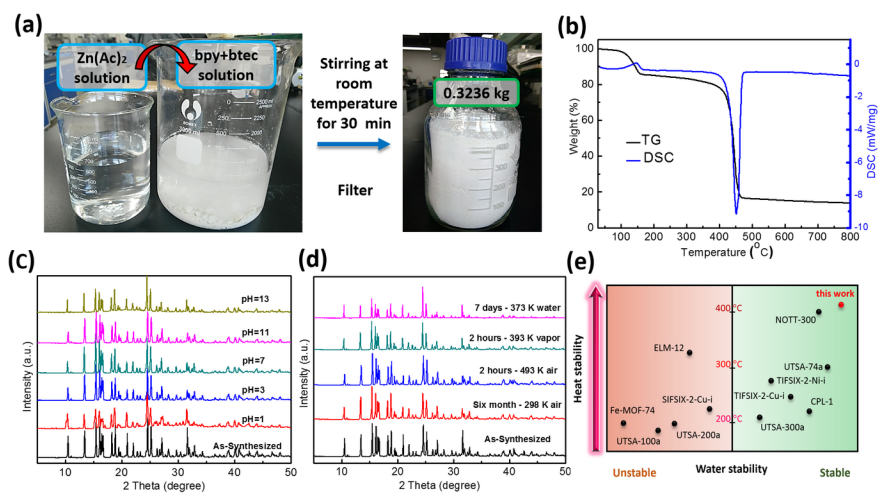 (a)
Zn(Ac)₂
solution
bpy+btec
solution
Stirring at
room
temperature
for 30 min
Filter
0.3236 kg
(b)
Weight (%)
100
80
60
40
20
0
TG
DSC
DSC (mW/mg)
0
-2
-4
-6
-8
-10
100 200 300 400 500 600 700 800
Temperature (°C)
(c)
Intensity (a.u.)
pH=13
pH=11
pH=7
pH=3
pH=1
As-Synthesized
5 10 15 20 25 30 35 40 45 50
2 Theta (degree)
(d)
Intensity (a.u.)
7 days - 373 K water
2 hours - 393 K vapor
2 hours - 493 K air
Six month - 298 K air
As-Synthesized
5 10 15 20 25 30 35 40 45 50
2 Theta (degree)
(e)
Heat stability
this work
400 °C
NOTT-300
ELM-12
300 °C
UTSA-74a
TIFSIX-2-Ni-i
SIFSIX-2-Cu-i
TIFSIX-2-Cu-i
CPL-1
Fe-MOF-74
200 °C
UTSA-100a
UTSA-200a
UTSA-300a
Unstable
Water stability
Stable